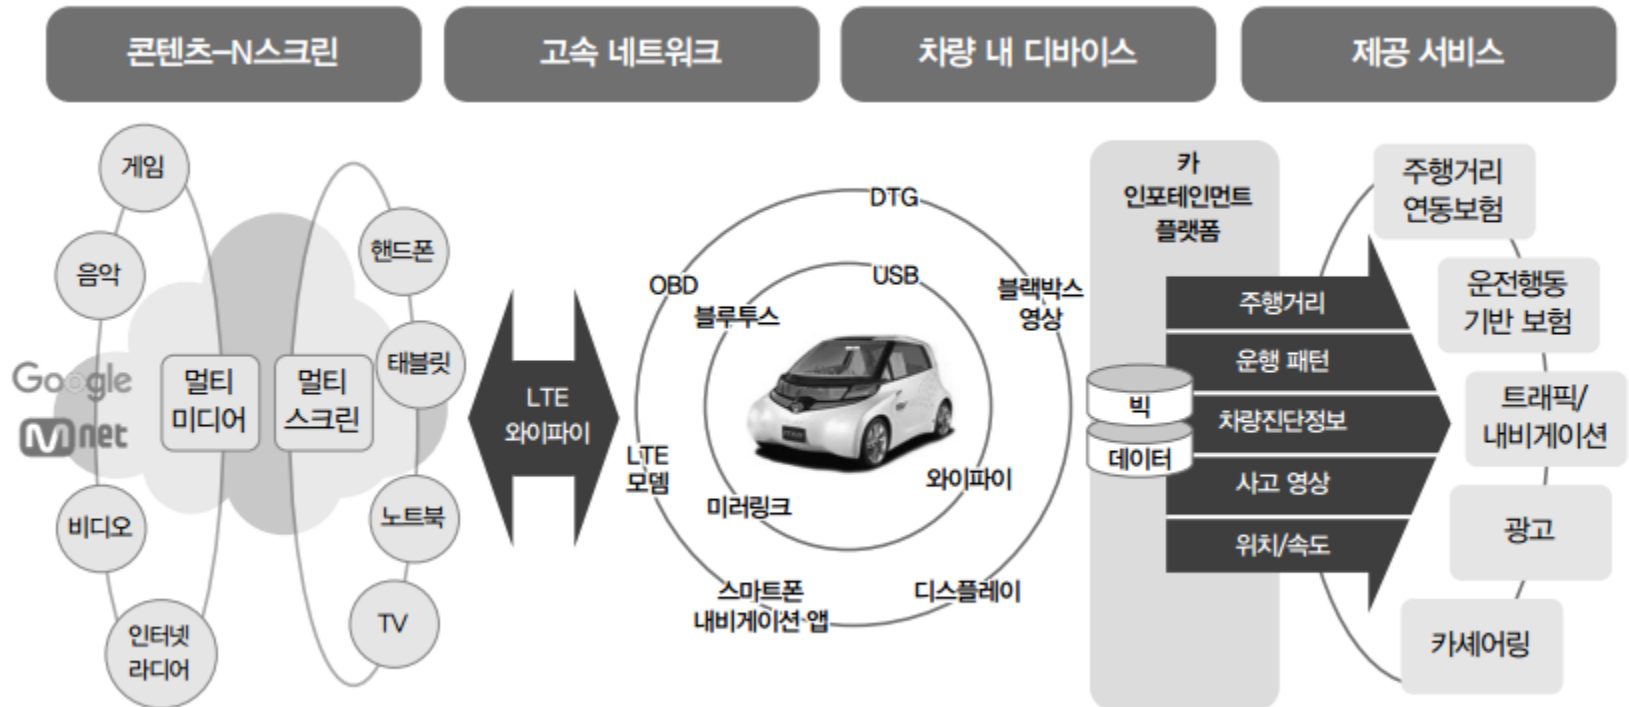 콘텐츠-N스크린
고속 네트워크
차량 내 디바이스
제공 서비스
게임
음악
비디오
인터넷
라디어
Google
Mnet
멀티
미디어
멀티
스크린
핸드폰
태블릿
노트북
TV
LTE
와이파이
DTG
OBD
블랙박스
영상
LTE
모뎀
스마트폰
내비게이션·앱
디스플레이
USB
블루투스
미러링크
와이파이
카
인포테인먼트
플랫폼
빅
데이터
주행거리
운행 패턴
차량진단정보
사고 영상
위치/속도
주행거리
연동보험
운전행동
기반 보험
트래픽/
내비게이션
광고
카셰어링